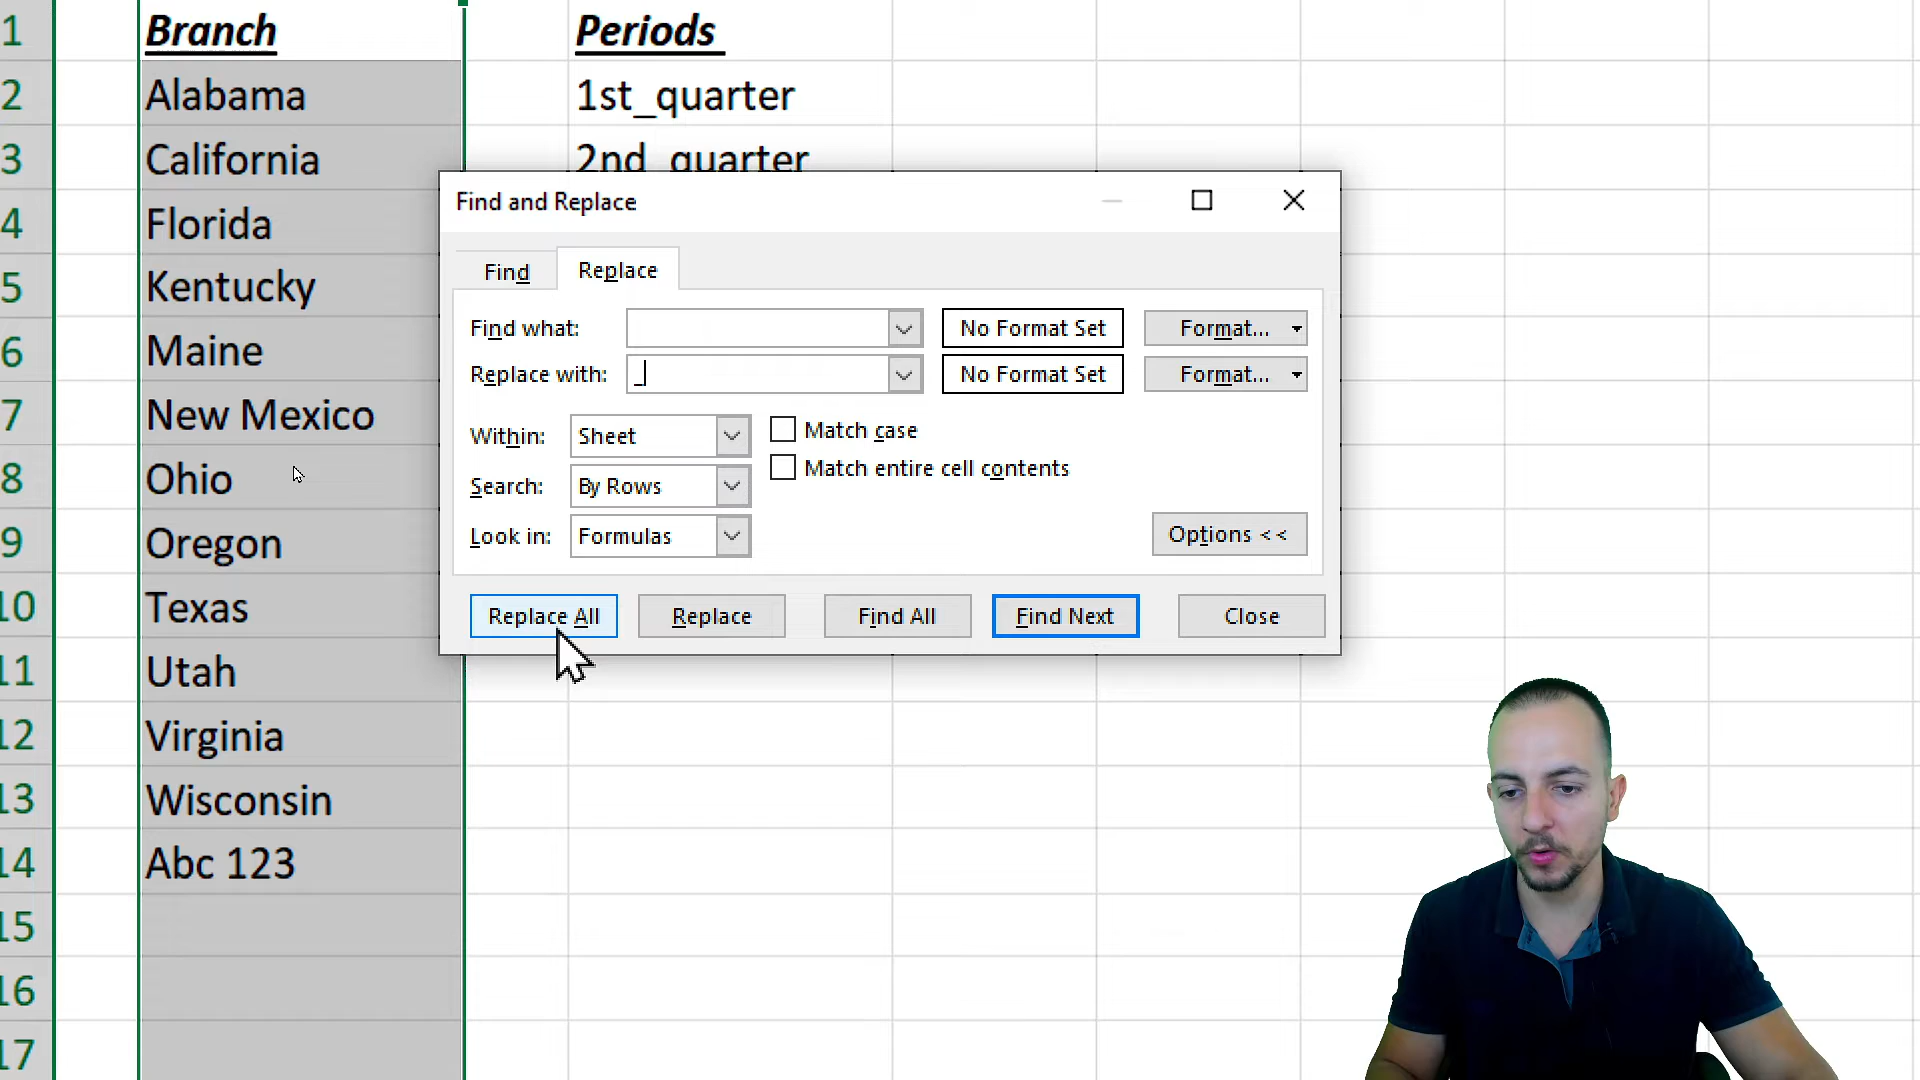 1 Branch Periods
2 Alabama 1st_quarter
3 California 2nd_quarter
4 Florida
5 Kentucky
6 Maine
7 New Mexico
8 Ohio
9 Oregon
10 Texas
11 Utah
12 Virginia
13 Wisconsin
14 Abc 123
15
16
17
Find and Replace
Find Replace
Find what: No Format Set Format...
Replace with: _ No Format Set Format...
Within: Sheet Match case
Match entire cell contents
Search: By Rows
Look in: Formulas Options <<
Replace All Replace Find All Find Next Close